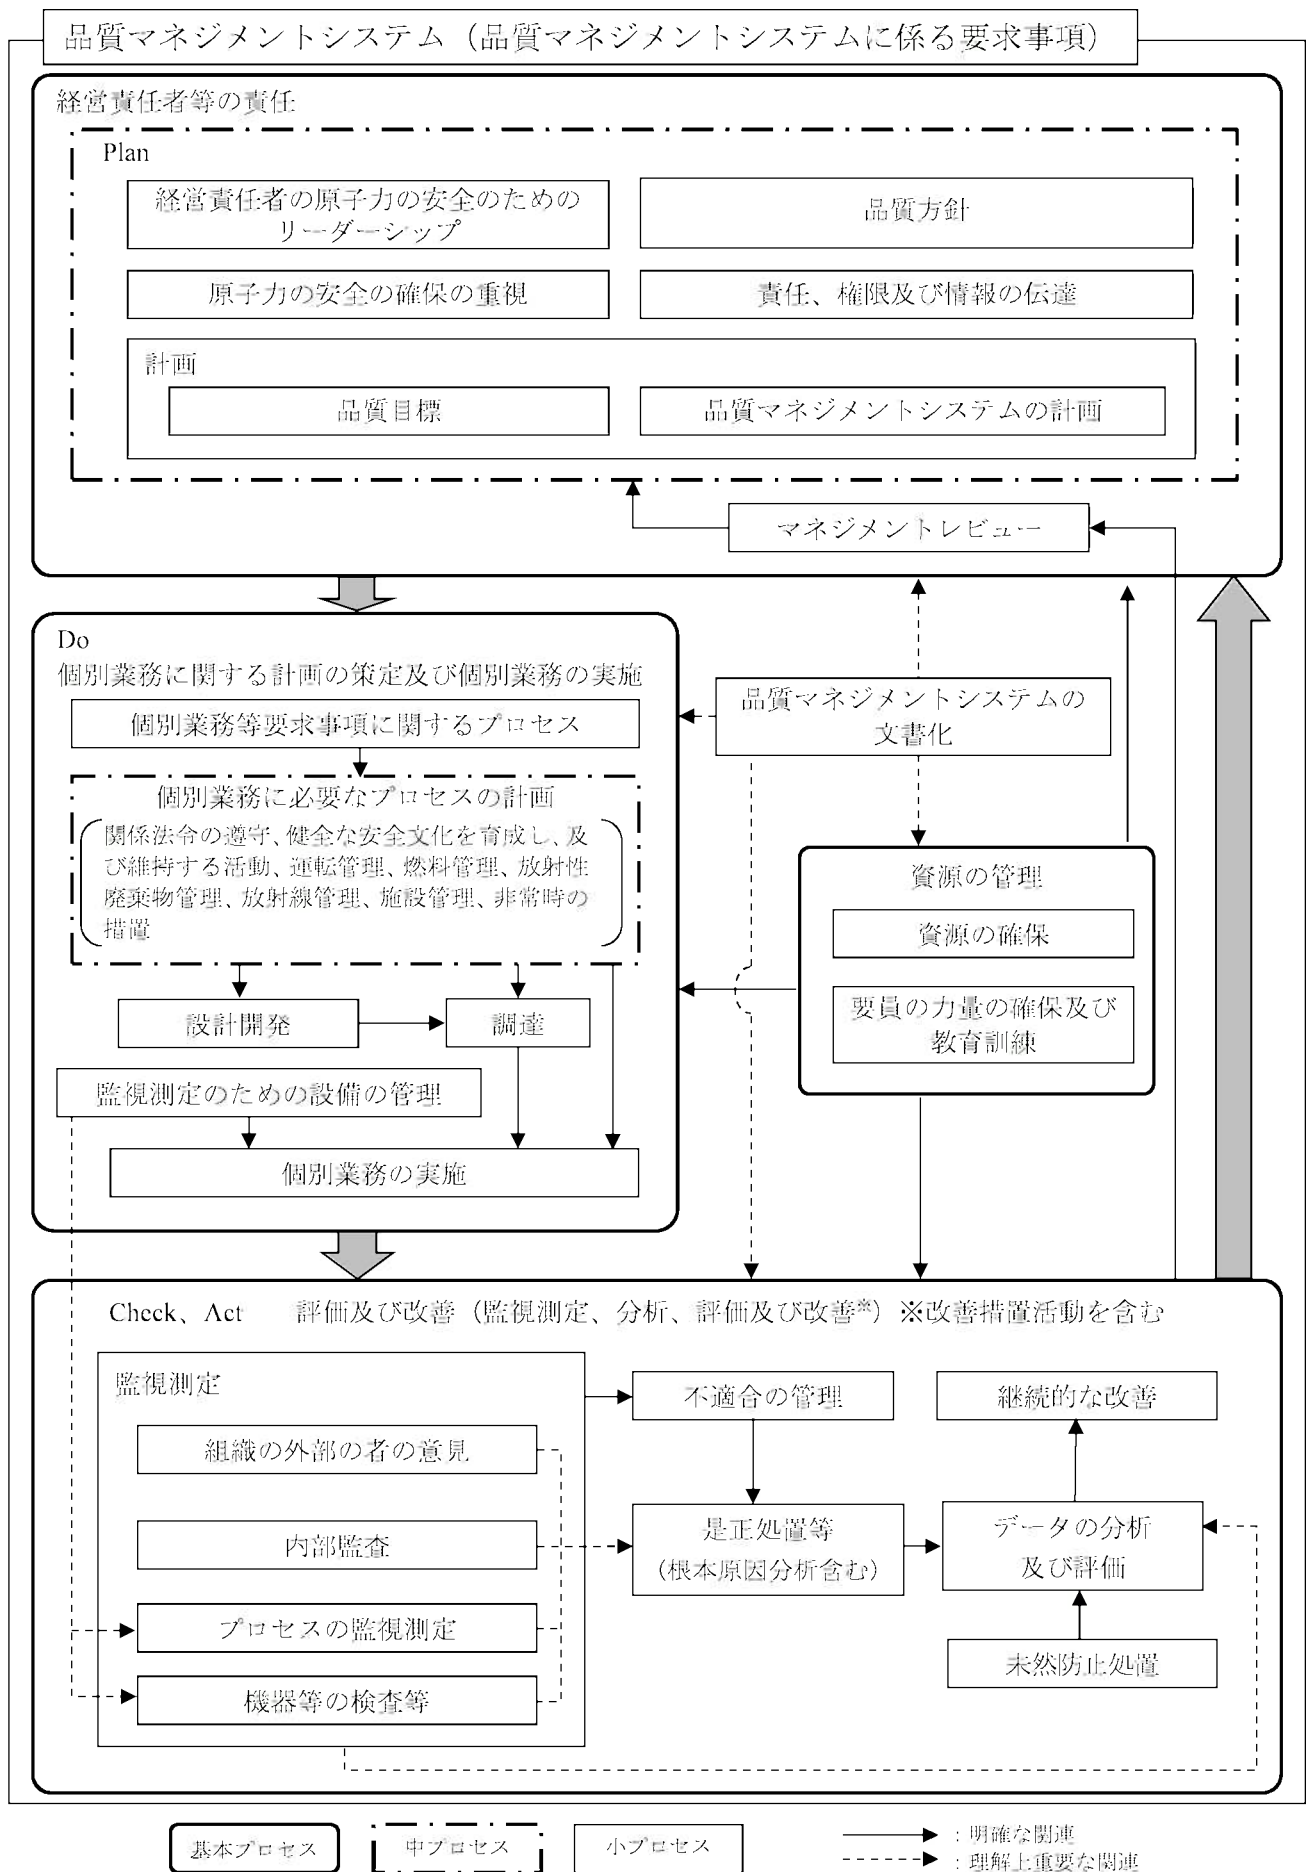 品質マネジメントシステム（品質マネジメントシステムに係る要求事項）
経営責任者等の責任
Plan
経営責任者の原子力の安全のための
リーダーシップ
品質方針
原子力の安全の確保の重視
責任、権限及び情報の伝達
計画
品質目標
品質マネジメントシステムの計画
マネジメントレビュー
Do
個別業務に関する計画の策定及び個別業務の実施
個別業務等要求事項に関するプロセス
個別業務に必要なプロセスの計画
関係法令の遵守、健全な安全文化を育成し、及
び維持する活動、運転管理、燃料管理、放射性
廃棄物管理、放射線管理、施設管理、非常時の
措置
設計開発
調達
監視測定のための設備の管理
個別業務の実施
品質マネジメントシステムの
文書化
資源の管理
資源の確保
要員の力量の確保及び
教育訓練
Check、Act　評価及び改善（監視測定、分析、評価及び改善※）※改善措置活動を含む
監視測定
組織の外部の者の意見
内部監査
プロセスの監視測定
機器等の検査等
不適合の管理
是正処置等
（根本原因分析含む）
継続的な改善
データの分析
及び評価
未然防止処置
基本プロセス
中プロセス
小プロセス
：明確な関連
：理解上重要な関連